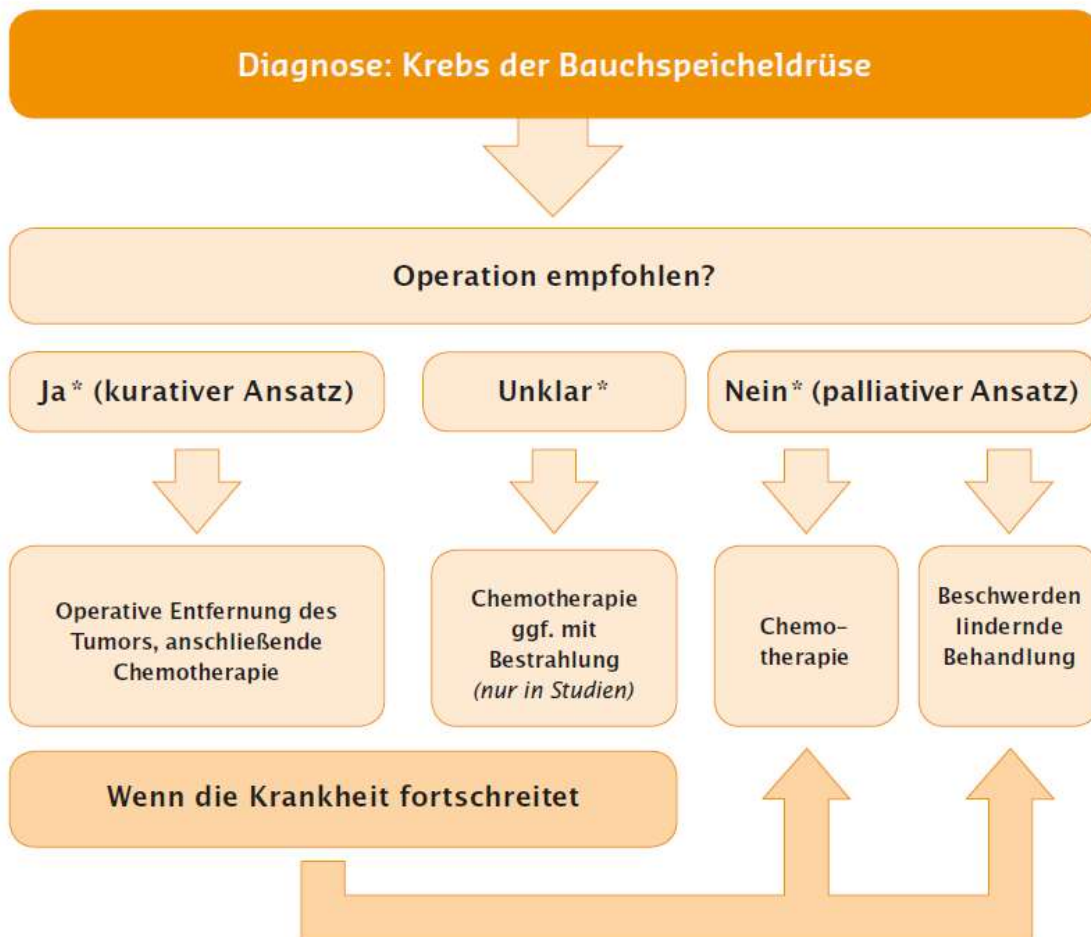 Diagnose: Krebs der Bauchspeicheldrüse
Operation empfohlen?
Ja* (kurativer Ansatz)
Unklar*
Nein* (palliativer Ansatz)
Operative Entfernung des
Tumors, anschließende
Chemotherapie
Chemotherapie
ggf. mit
Bestrahlung
(nur in Studien)
Chemo-
therapie
Beschwerden
lindernde
Behandlung
Wenn die Krankheit fortschreitet